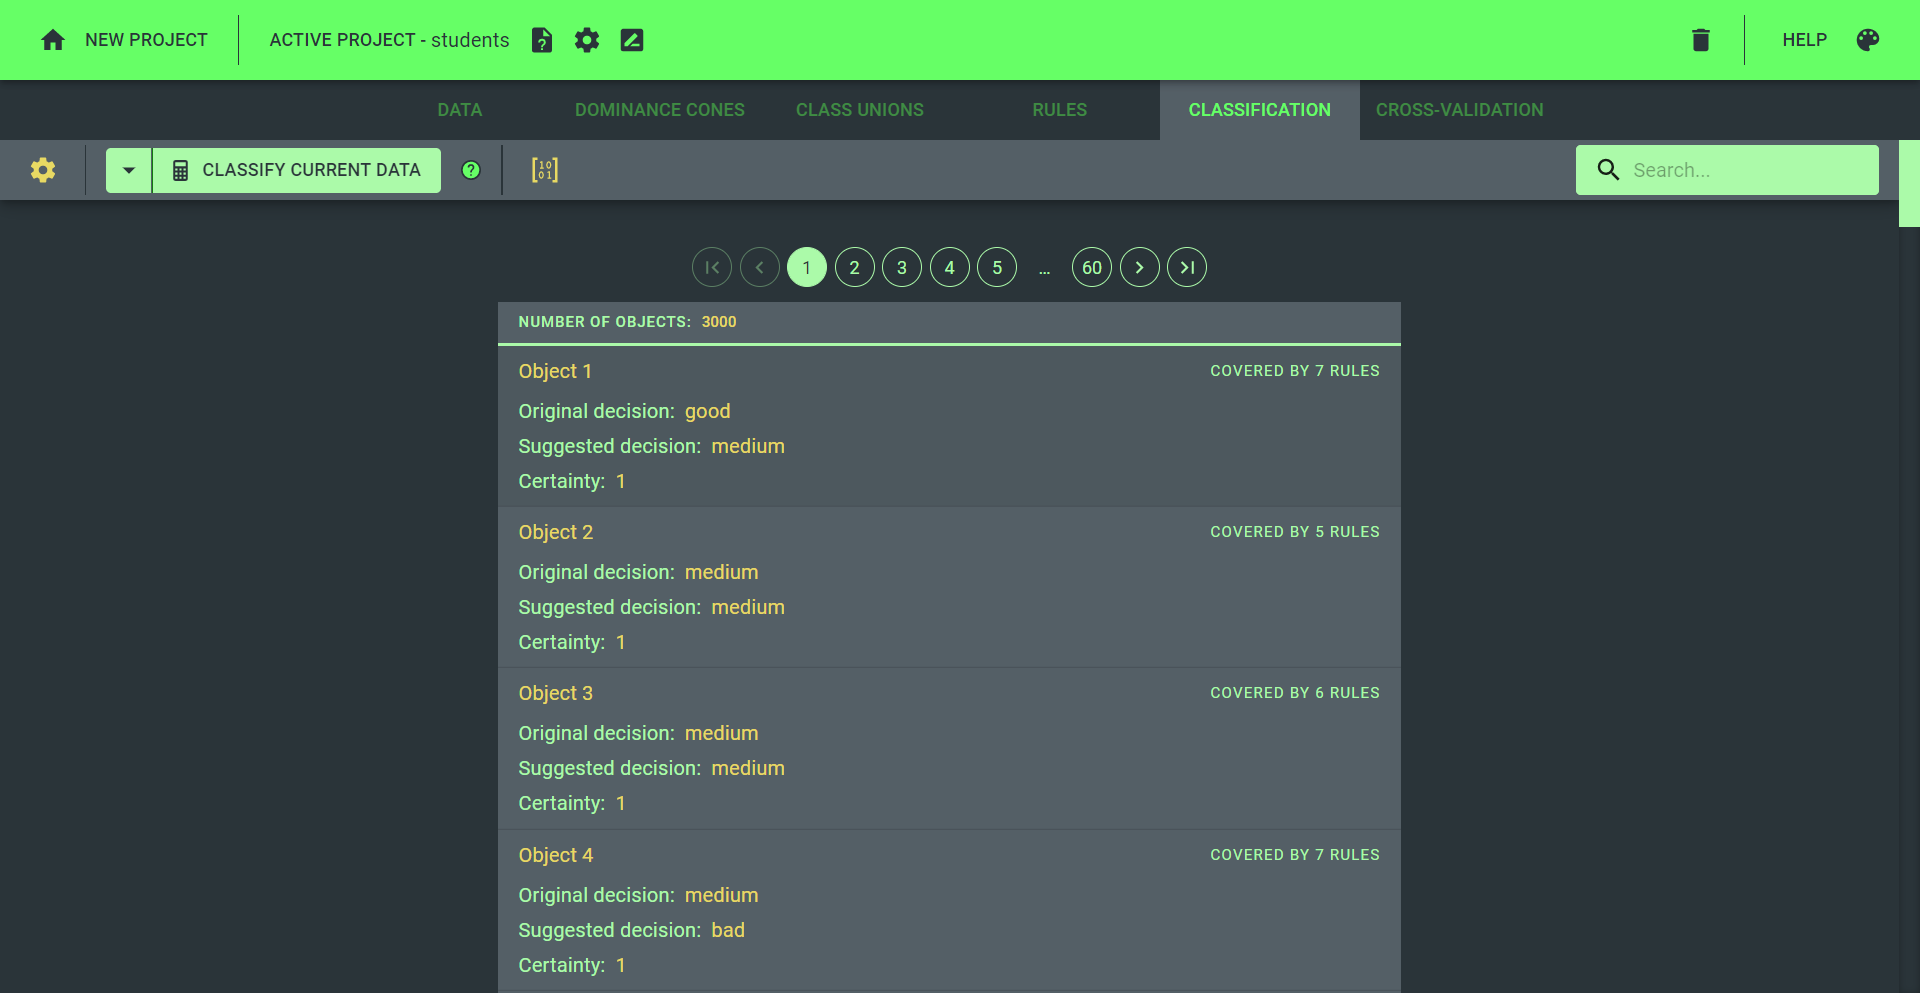 NEW PROJECT
ACTIVE PROJECT - students
HELP
DATA
DOMINANCE CONES
CLASS UNIONS
RULES
CLASSIFICATION
CROSS-VALIDATION
CLASSIFY CURRENT DATA
?
10
01
Search...
1 2 3 4 5 ... 60
NUMBER OF OBJECTS: 3000
Object 1
COVERED BY 7 RULES
Original decision: good
Suggested decision: medium
Certainty: 1
Object 2
COVERED BY 5 RULES
Original decision: medium
Suggested decision: medium
Certainty: 1
Object 3
COVERED BY 6 RULES
Original decision: medium
Suggested decision: medium
Certainty: 1
Object 4
COVERED BY 7 RULES
Original decision: medium
Suggested decision: bad
Certainty: 1